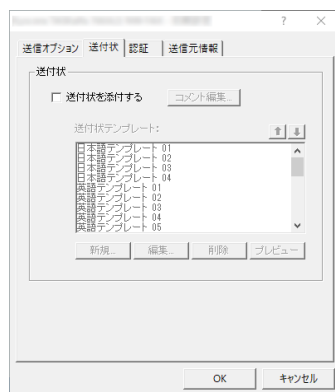 送信オプション 送付状 認証 送信元情報
送付状
送付状を添付する コメント編集...
送付状テンプレート:
日本語テンプレート 01
日本語テンプレート 02
日本語テンプレート 03
日本語テンプレート 04
英語テンプレート 01
英語テンプレート 02
英語テンプレート 03
英語テンプレート 04
英語テンプレート 05
新規... 編集... 削除 プレビュー
OK キャンセル